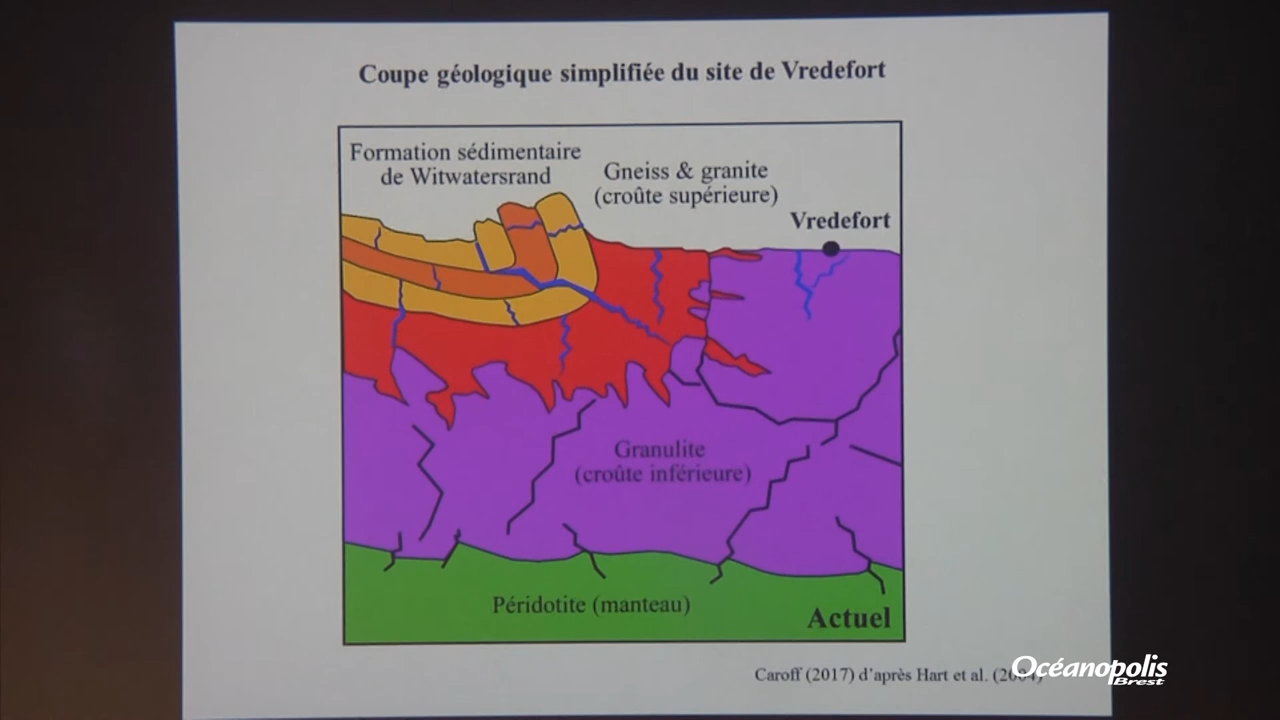 Coupe géologique simplifiée du site de Vredefort
Formation sédimentaire
de Witwatersrand
Gneiss & granite
(croûte supérieure)
Vredefort
Granulite
(croûte inférieure)
Péridotite (manteau)
Actuel
Caroff (2017) d'après Hart et al.
Océanopolis
Brest